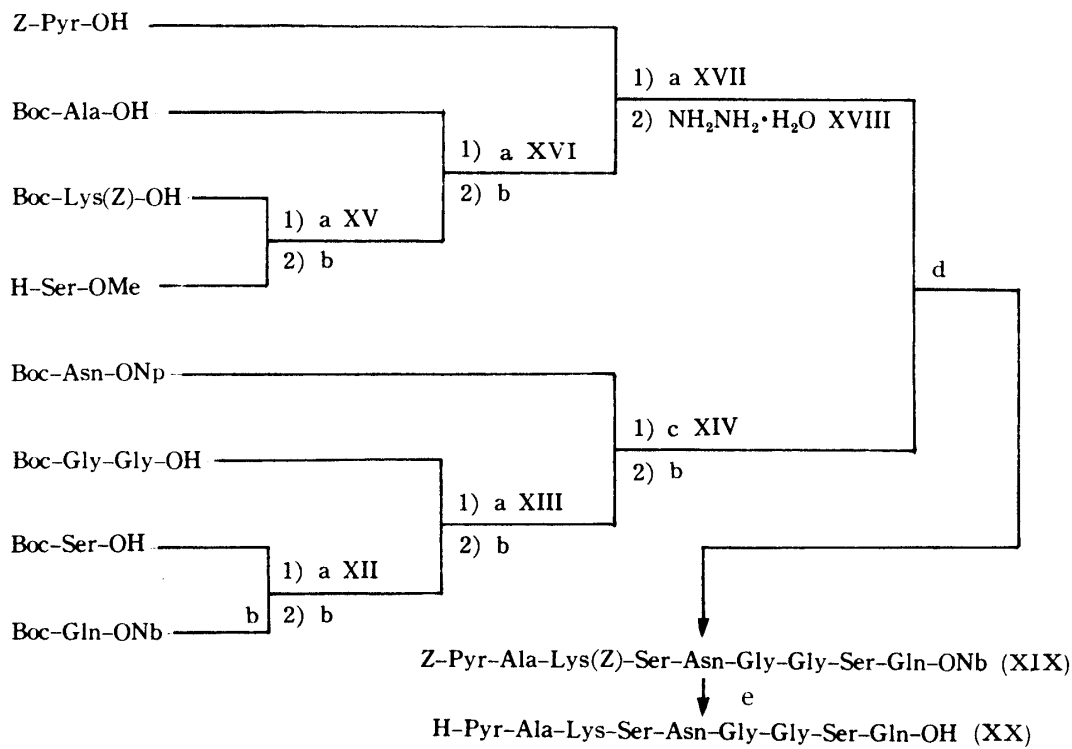 Z-Pyr-OH
1) a XVII
2) NH₂NH₂·H₂O XVIII
Boc-Ala-OH
1) a XVI
2) b
Boc-Lys(Z)-OH
1) a XV
2) b
H-Ser-OMe
d
Boc-Asn-ONp
1) c XIV
2) b
Boc-Gly-Gly-OH
1) a XIII
2) b
Boc-Ser-OH
1) a XII
2) b
b
Boc-Gln-ONb
Z-Pyr-Ala-Lys(Z)-Ser-Asn-Gly-Gly-Ser-Gln-ONb (XIX)
e
H-Pyr-Ala-Lys-Ser-Asn-Gly-Gly-Ser-Gln-OH (XX)